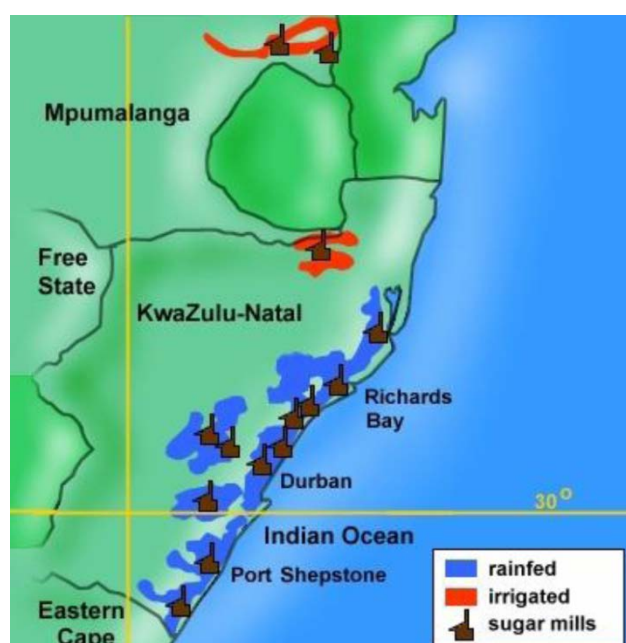 Mpumalanga
Free
State
KwaZulu-Natal
Richards
Bay
Durban
30°
Indian Ocean
Port Shepstone
Eastern
Cape
rainfed
irrigated
sugar mills